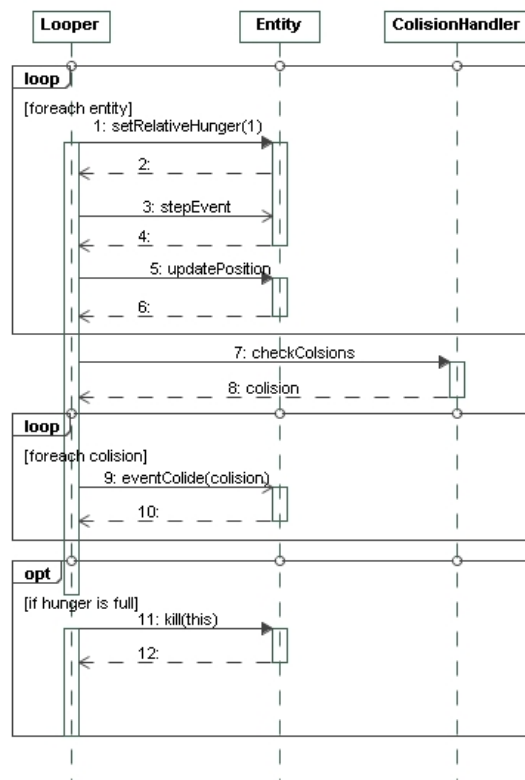 Looper
Entity
ColisionHandler
loop
[foreach entity]
1: setRelativeHunger(1)
2:
3: stepEvent
4:
5: updatePosition
6:
7: checkColsions
8: colision
loop
[foreach colision]
9: eventColide(colision)
10:
opt
[if hunger is full]
11: kill(this)
12: